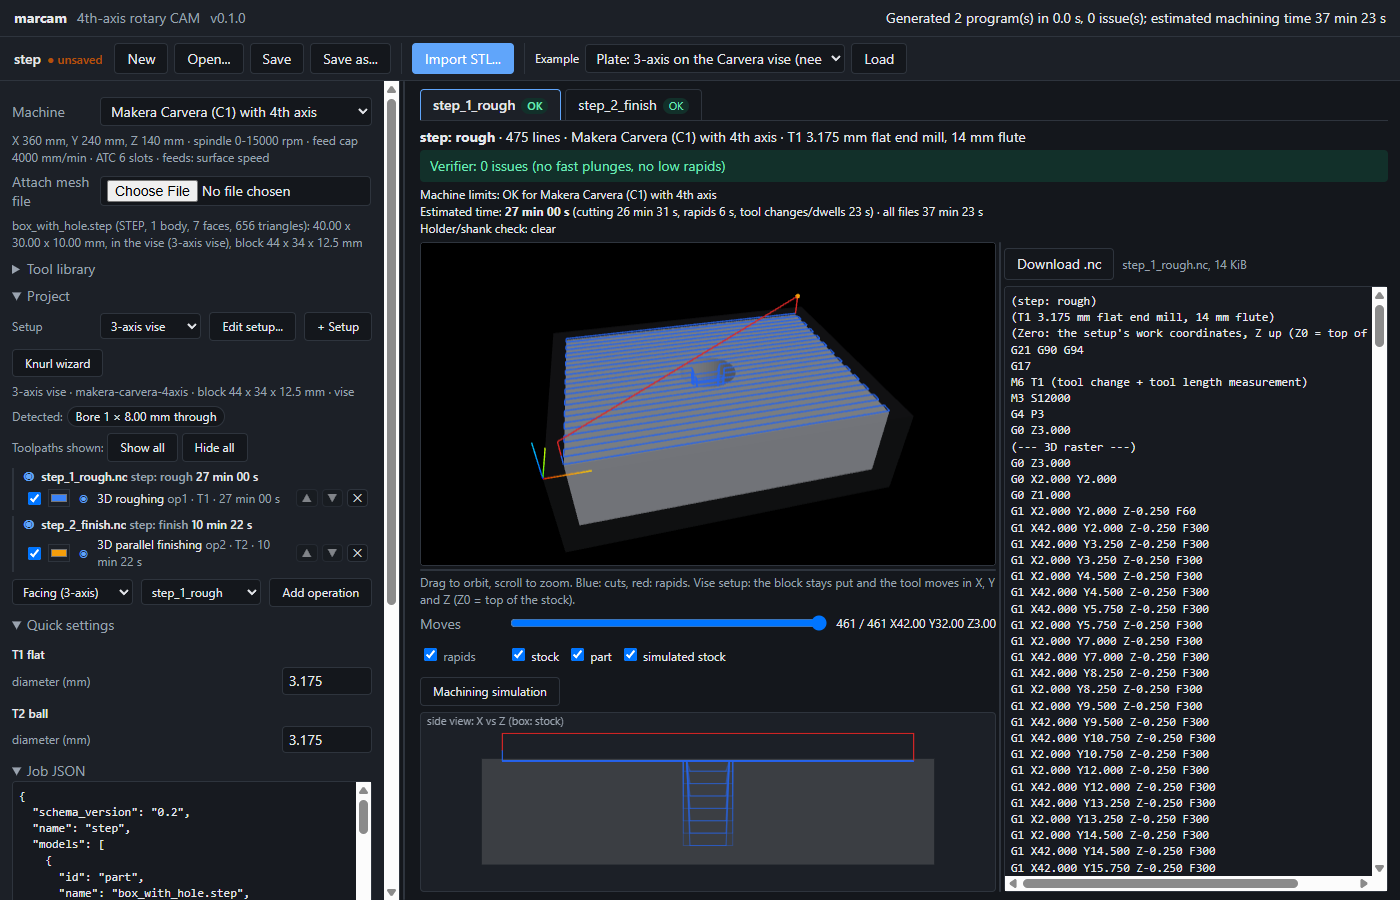 marcam 4th-axis rotary CAM v0.1.0
Generated 2 program(s) in 0.0 s, 0 issue(s); estimated machining time 37 min 23 s
step • unsaved New Open... Save Save as... Import STL... Example Plate: 3-axis on the Carvera vise (nee Load
Machine Makera Carvera (C1) with 4th axis
X 360 mm, Y 240 mm, Z 140 mm · spindle 0-15000 rpm · feed cap
4000 mm/min · ATC 6 slots · feeds: surface speed
Attach mesh
file
Choose File No file chosen
box_with_hole.step (STEP, 1 body, 7 faces, 656 triangles): 40.00 x
30.00 x 10.00 mm, in the vise (3-axis vise), block 44 x 34 x 12.5 mm
Tool library
Project
Setup 3-axis vise Edit setup... + Setup
Knurl wizard
3-axis vise · makera-carvera-4axis · block 44 x 34 x 12.5 mm · vise
Detected: Bore 1 × 8.00 mm through
Toolpaths shown: Show all Hide all
step_1_rough.nc step: rough 27 min 00 s
3D roughing op1 · T1 · 27 min 00 s
step_2_finish.nc step: finish 10 min 22 s
3D parallel finishing op2 · T2 · 10
min 22 s
Facing (3-axis) step_1_rough Add operation
Quick settings
T1 flat
diameter (mm) 3.175
T2 ball
diameter (mm) 3.175
Job JSON
{
"schema_version": "0.2",
"name": "step",
"models": [
{
"id": "part",
"name": "box_with_hole.step",
step_1_rough OK step_2_finish OK
step: rough · 475 lines · Makera Carvera (C1) with 4th axis · T1 3.175 mm flat end mill, 14 mm flute
Verifier: 0 issues (no fast plunges, no low rapids)
Machine limits: OK for Makera Carvera (C1) with 4th axis
Estimated time: 27 min 00 s (cutting 26 min 31 s, rapids 6 s, tool changes/dwells 23 s) · all files 37 min 23 s
Holder/shank check: clear
Drag to orbit, scroll to zoom. Blue: cuts, red: rapids. Vise setup: the block stays put and the tool moves in X, Y
and Z (Z0 = top of the stock).
Moves 461 / 461 X42.00 Y32.00 Z3.00
rapids stock part simulated stock
Machining simulation
side view: X vs Z (box: stock)
Download .nc step_1_rough.nc, 14 KiB
(step: rough)
(T1 3.175 mm flat end mill, 14 mm flute)
(Zero: the setup's work coordinates, Z up (Z0 = top of
G21 G90 G94
G17
M6 T1 (tool change + tool length measurement)
M3 S12000
G4 P3
G0 Z3.000
(--- 3D raster ---)
G0 Z3.000
G0 X2.000 Y2.000
G0 Z1.000
G1 X2.000 Y2.000 Z-0.250 F60
G1 X42.000 Y2.000 Z-0.250 F300
G1 X42.000 Y3.250 Z-0.250 F300
G1 X2.000 Y3.250 Z-0.250 F300
G1 X2.000 Y4.500 Z-0.250 F300
G1 X42.000 Y4.500 Z-0.250 F300
G1 X42.000 Y5.750 Z-0.250 F300
G1 X2.000 Y5.750 Z-0.250 F300
G1 X2.000 Y7.000 Z-0.250 F300
G1 X42.000 Y7.000 Z-0.250 F300
G1 X42.000 Y8.250 Z-0.250 F300
G1 X2.000 Y8.250 Z-0.250 F300
G1 X2.000 Y9.500 Z-0.250 F300
G1 X42.000 Y9.500 Z-0.250 F300
G1 X42.000 Y10.750 Z-0.250 F300
G1 X2.000 Y10.750 Z-0.250 F300
G1 X2.000 Y12.000 Z-0.250 F300
G1 X42.000 Y12.000 Z-0.250 F300
G1 X42.000 Y13.250 Z-0.250 F300
G1 X2.000 Y13.250 Z-0.250 F300
G1 X2.000 Y14.500 Z-0.250 F300
G1 X42.000 Y14.500 Z-0.250 F300
G1 X42.000 Y15.750 Z-0.250 F300